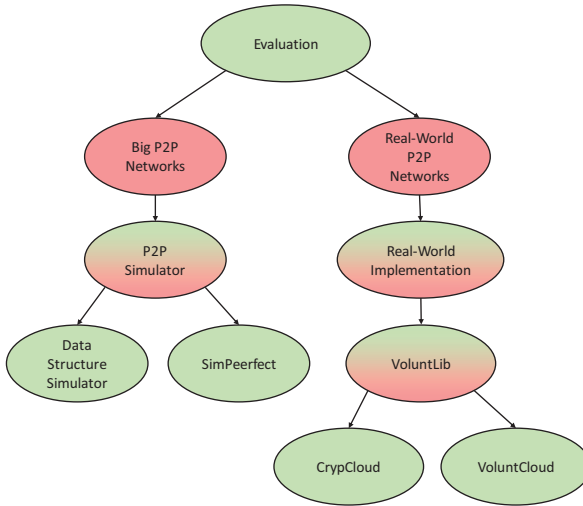 Evaluation
Big P2P
Networks
Real-World
P2P
Networks
P2P
Simulator
Real-World
Implementation
Data
Structure
Simulator
SimPeerfect
VoluntLib
CrypCloud
VoluntCloud